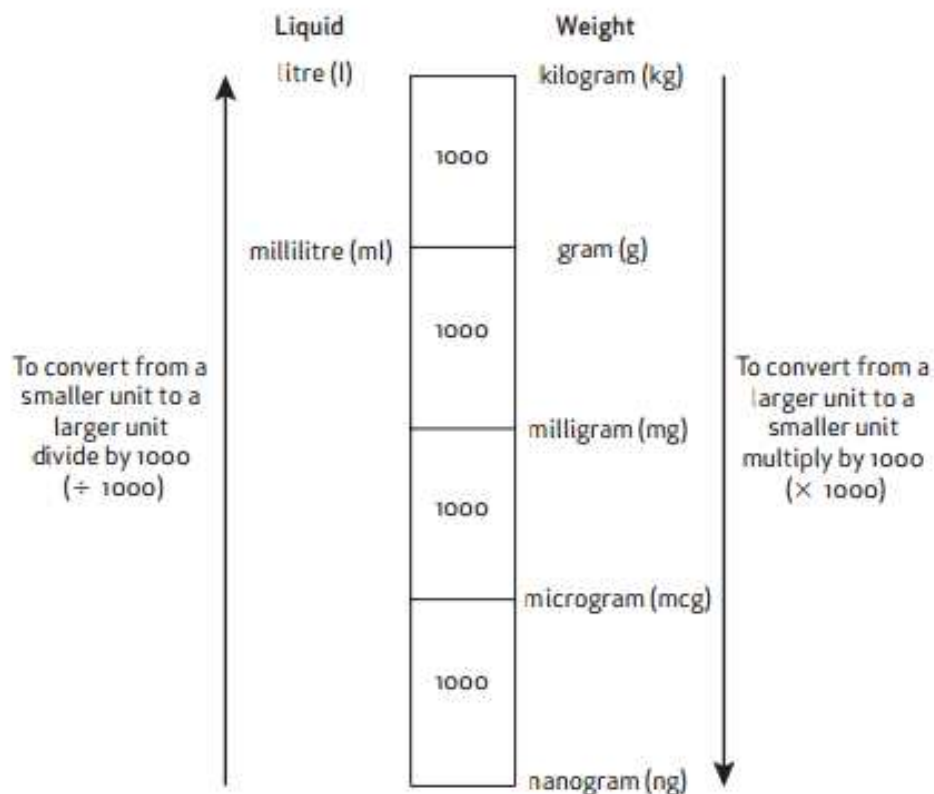 Liquid
Weight
litre (l)
kilogram (kg)
1000
millilitre (ml)
gram (g)
1000
To convert from a
smaller unit to a
larger unit
divide by 1000
(÷ 1000)
milligram (mg)
To convert from a
larger unit to a
smaller unit
multiply by 1000
(× 1000)
1000
microgram (mcg)
1000
nanogram (ng)